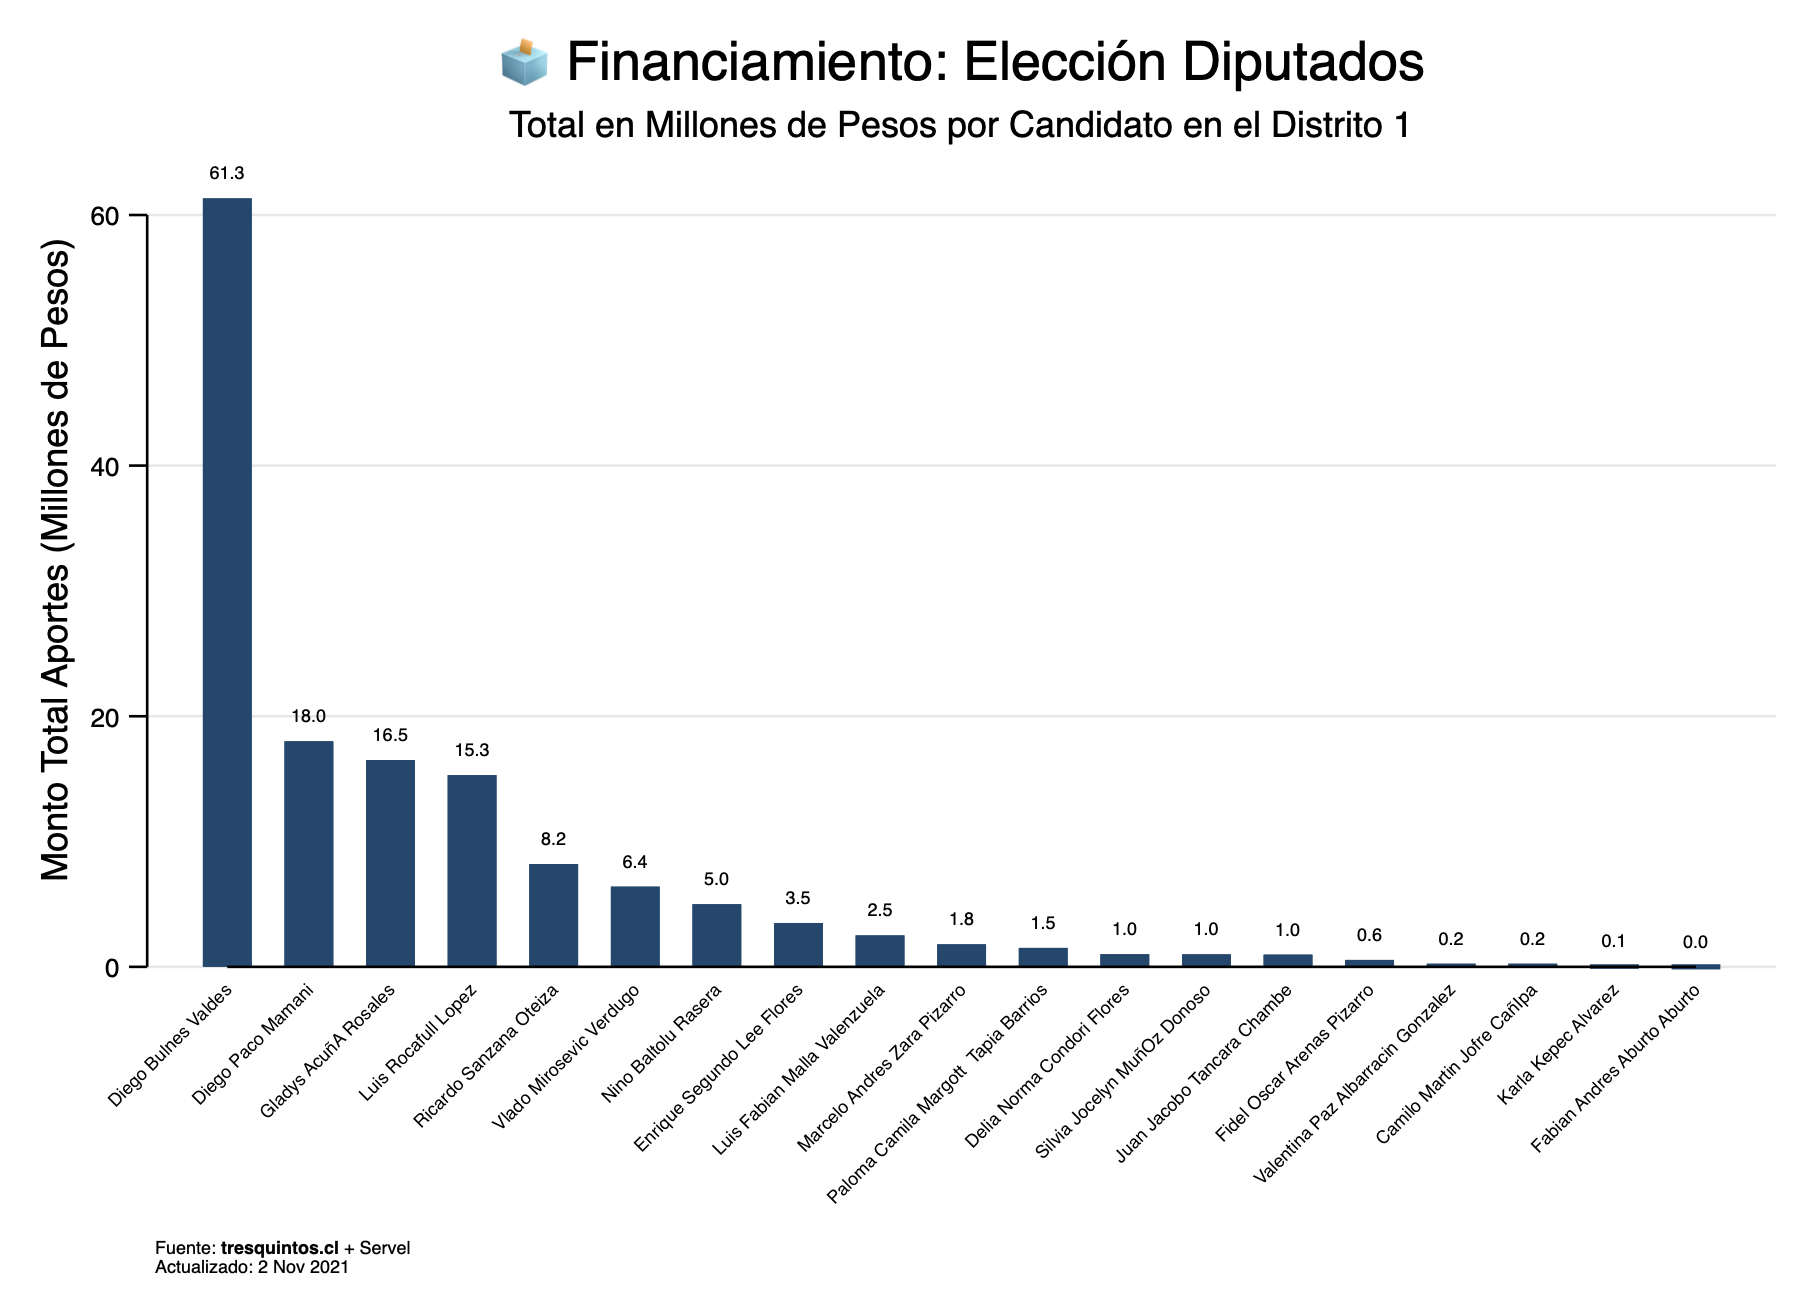 Financiamiento: Elección Diputados
Total en Millones de Pesos por Candidato en el Distrito 1
Monto Total Aportes (Millones de Pesos)
60
40
20
0
61.3
18.0
16.5
15.3
8.2
6.4
5.0
3.5
2.5
1.8
1.5
1.0
1.0
1.0
0.6
0.2
0.2
0.1
0.0
Diego Bulnes Valdes
Diego Paco Mamani
Gladys AcuñA Rosales
Luis Rocafull Lopez
Ricardo Sanzana Oteiza
Vlado Mirosevic Verdugo
Nino Baltolu Rasera
Enrique Segundo Lee Flores
Luis Fabian Malla Valenzuela
Marcelo Andres Zara Pizarro
Paloma Camila Margott  Tapia Barrios
Delia Norma Condori Flores
Silvia Jocelyn MuñOz Donoso
Juan Jacobo Tancara Chambe
Fidel Oscar Arenas Pizarro
Valentina Paz Albarracin Gonzalez
Camilo Martin Jofre CañIpa
Karla Kepec Alvarez
Fabian Andres Aburto Aburto
Fuente: tresquintos.cl + Servel
Actualizado: 2 Nov 2021